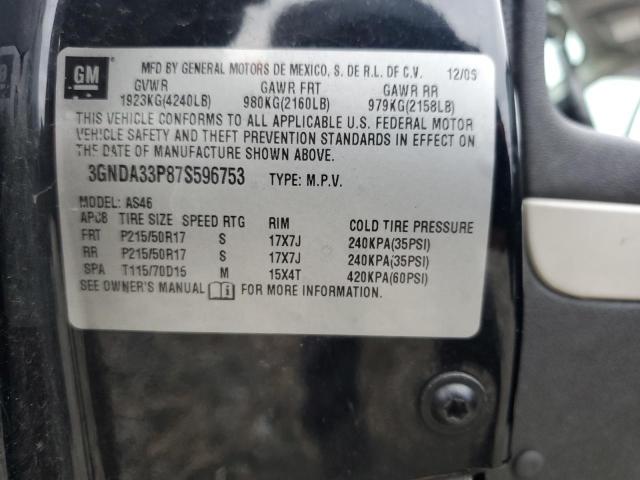 GM
MFD BY GENERAL MOTORS DE MEXICO, S. DE R.L. DE C.V. 12/06
GVWR GAWR FRT GAWR RR
1923KG(4240LB) 980KG(2160LB) 979KG(2158LB)
THIS VEHICLE CONFORMS TO ALL APPLICABLE U.S. FEDERAL MOTOR
VEHICLE SAFETY AND THEFT PREVENTION STANDARDS IN EFFECT ON
THE DATE OF MANUFACTURE SHOWN ABOVE.
3GNDA33P87S596753 TYPE: M.P.V.
MODEL: AS46
APCB TIRE SIZE SPEED RTG RIM COLD TIRE PRESSURE
FRT P215/50R17 S 17X7J 240KPA(35PSI)
RR P215/50R17 S 17X7J 240KPA(35PSI)
SPA T115/70D15 M 15X4T 420KPA(60PSI)
SEE OWNER'S MANUAL FOR MORE INFORMATION.